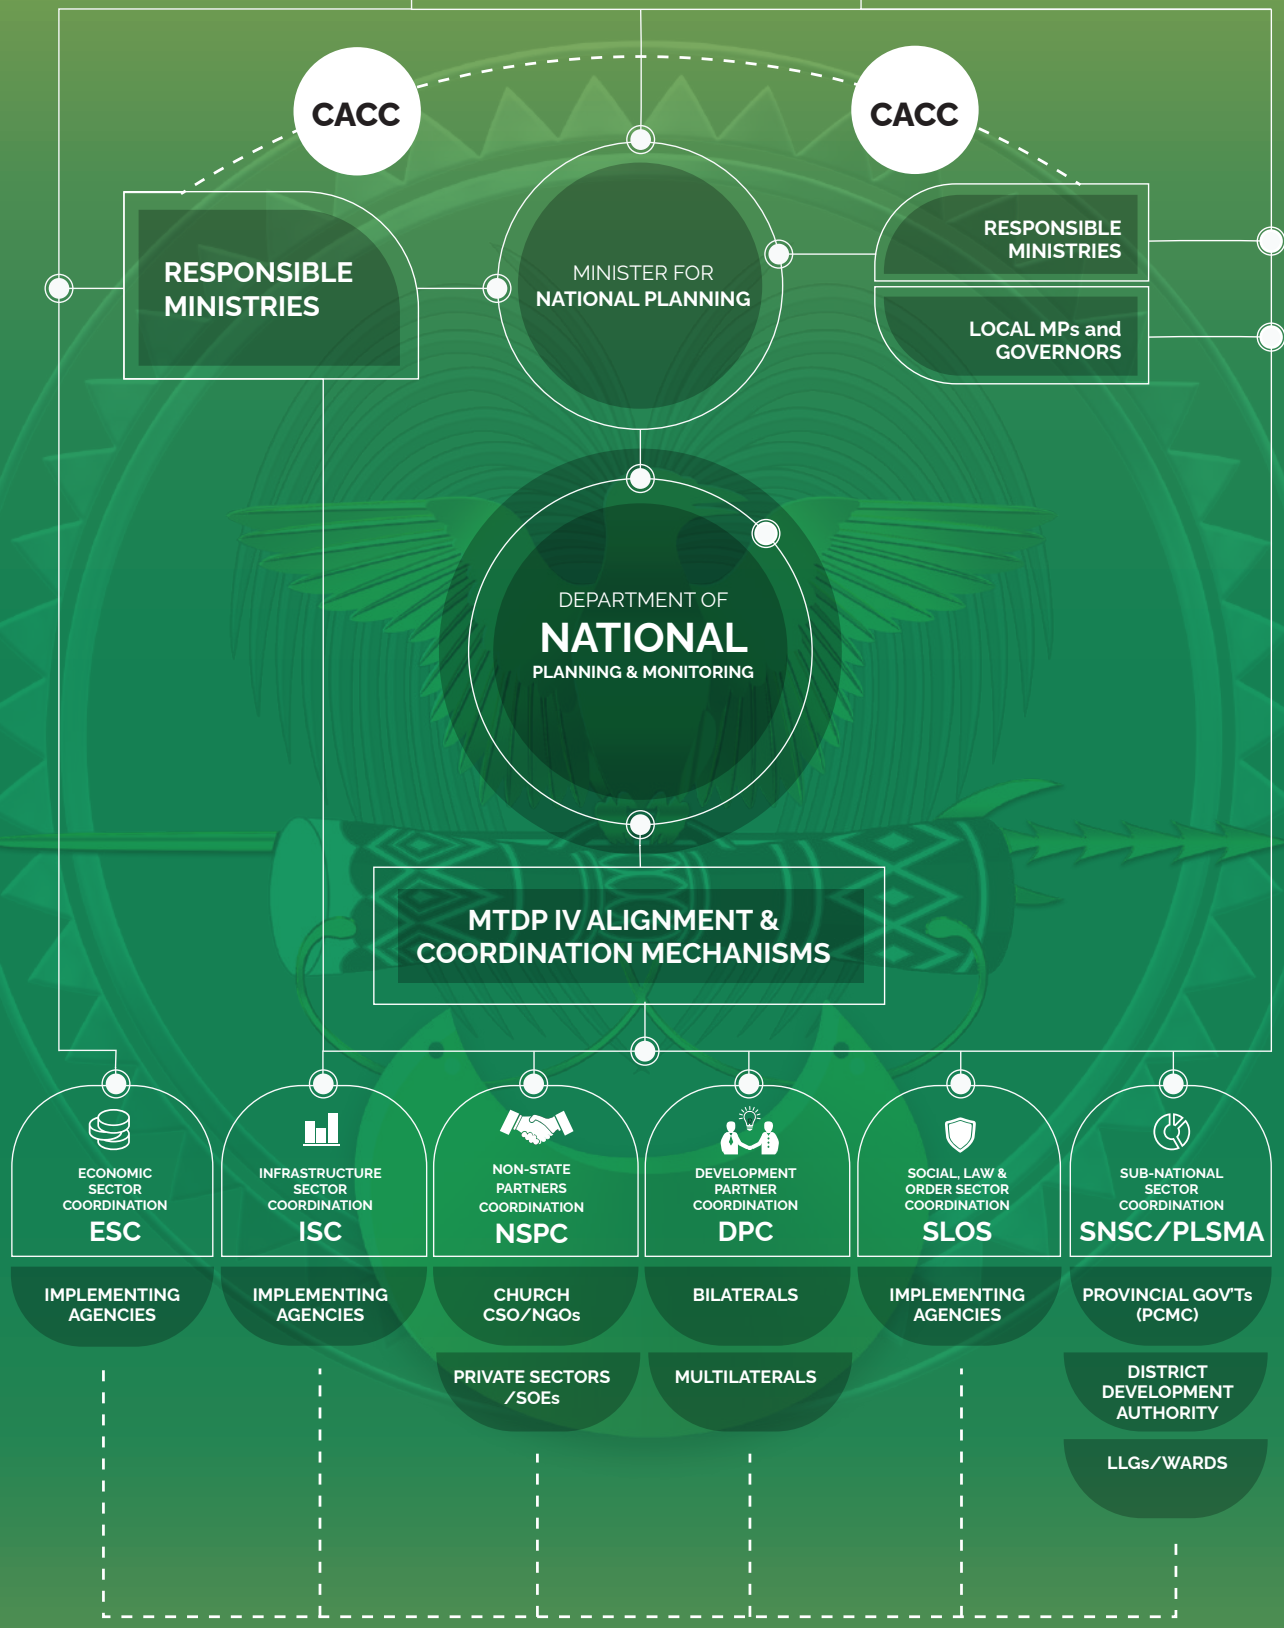 CACC
CACC
RESPONSIBLE
MINISTRIES
MINISTER FOR
NATIONAL PLANNING
RESPONSIBLE
MINISTRIES
LOCAL MPs and
GOVERNORS
DEPARTMENT OF
NATIONAL
PLANNING & MONITORING
MTDP IV ALIGNMENT &
COORDINATION MECHANISMS
ECONOMIC
SECTOR
COORDINATION
ESC
IMPLEMENTING
AGENCIES
INFRASTRUCTURE
SECTOR
COORDINATION
ISC
IMPLEMENTING
AGENCIES
NON-STATE
PARTNERS
COORDINATION
NSPC
CHURCH
CSO/NGOs
PRIVATE SECTORS
/SOEs
DEVELOPMENT
PARTNER
COORDINATION
DPC
BILATERALS
MULTILATERALS
SOCIAL, LAW &
ORDER SECTOR
COORDINATION
SLOS
IMPLEMENTING
AGENCIES
SUB-NATIONAL
SECTOR
COORDINATION
SNSC/PLSMA
PROVINCIAL GOV'Ts
(PCMC)
DISTRICT
DEVELOPMENT
AUTHORITY
LLGs/WARDS